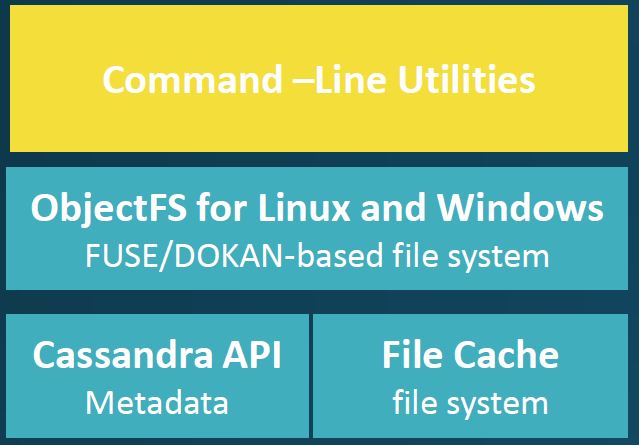 Command –Line Utilities
ObjectFS for Linux and Windows
FUSE/DOKAN-based file system
Cassandra API
Metadata
File Cache
file system